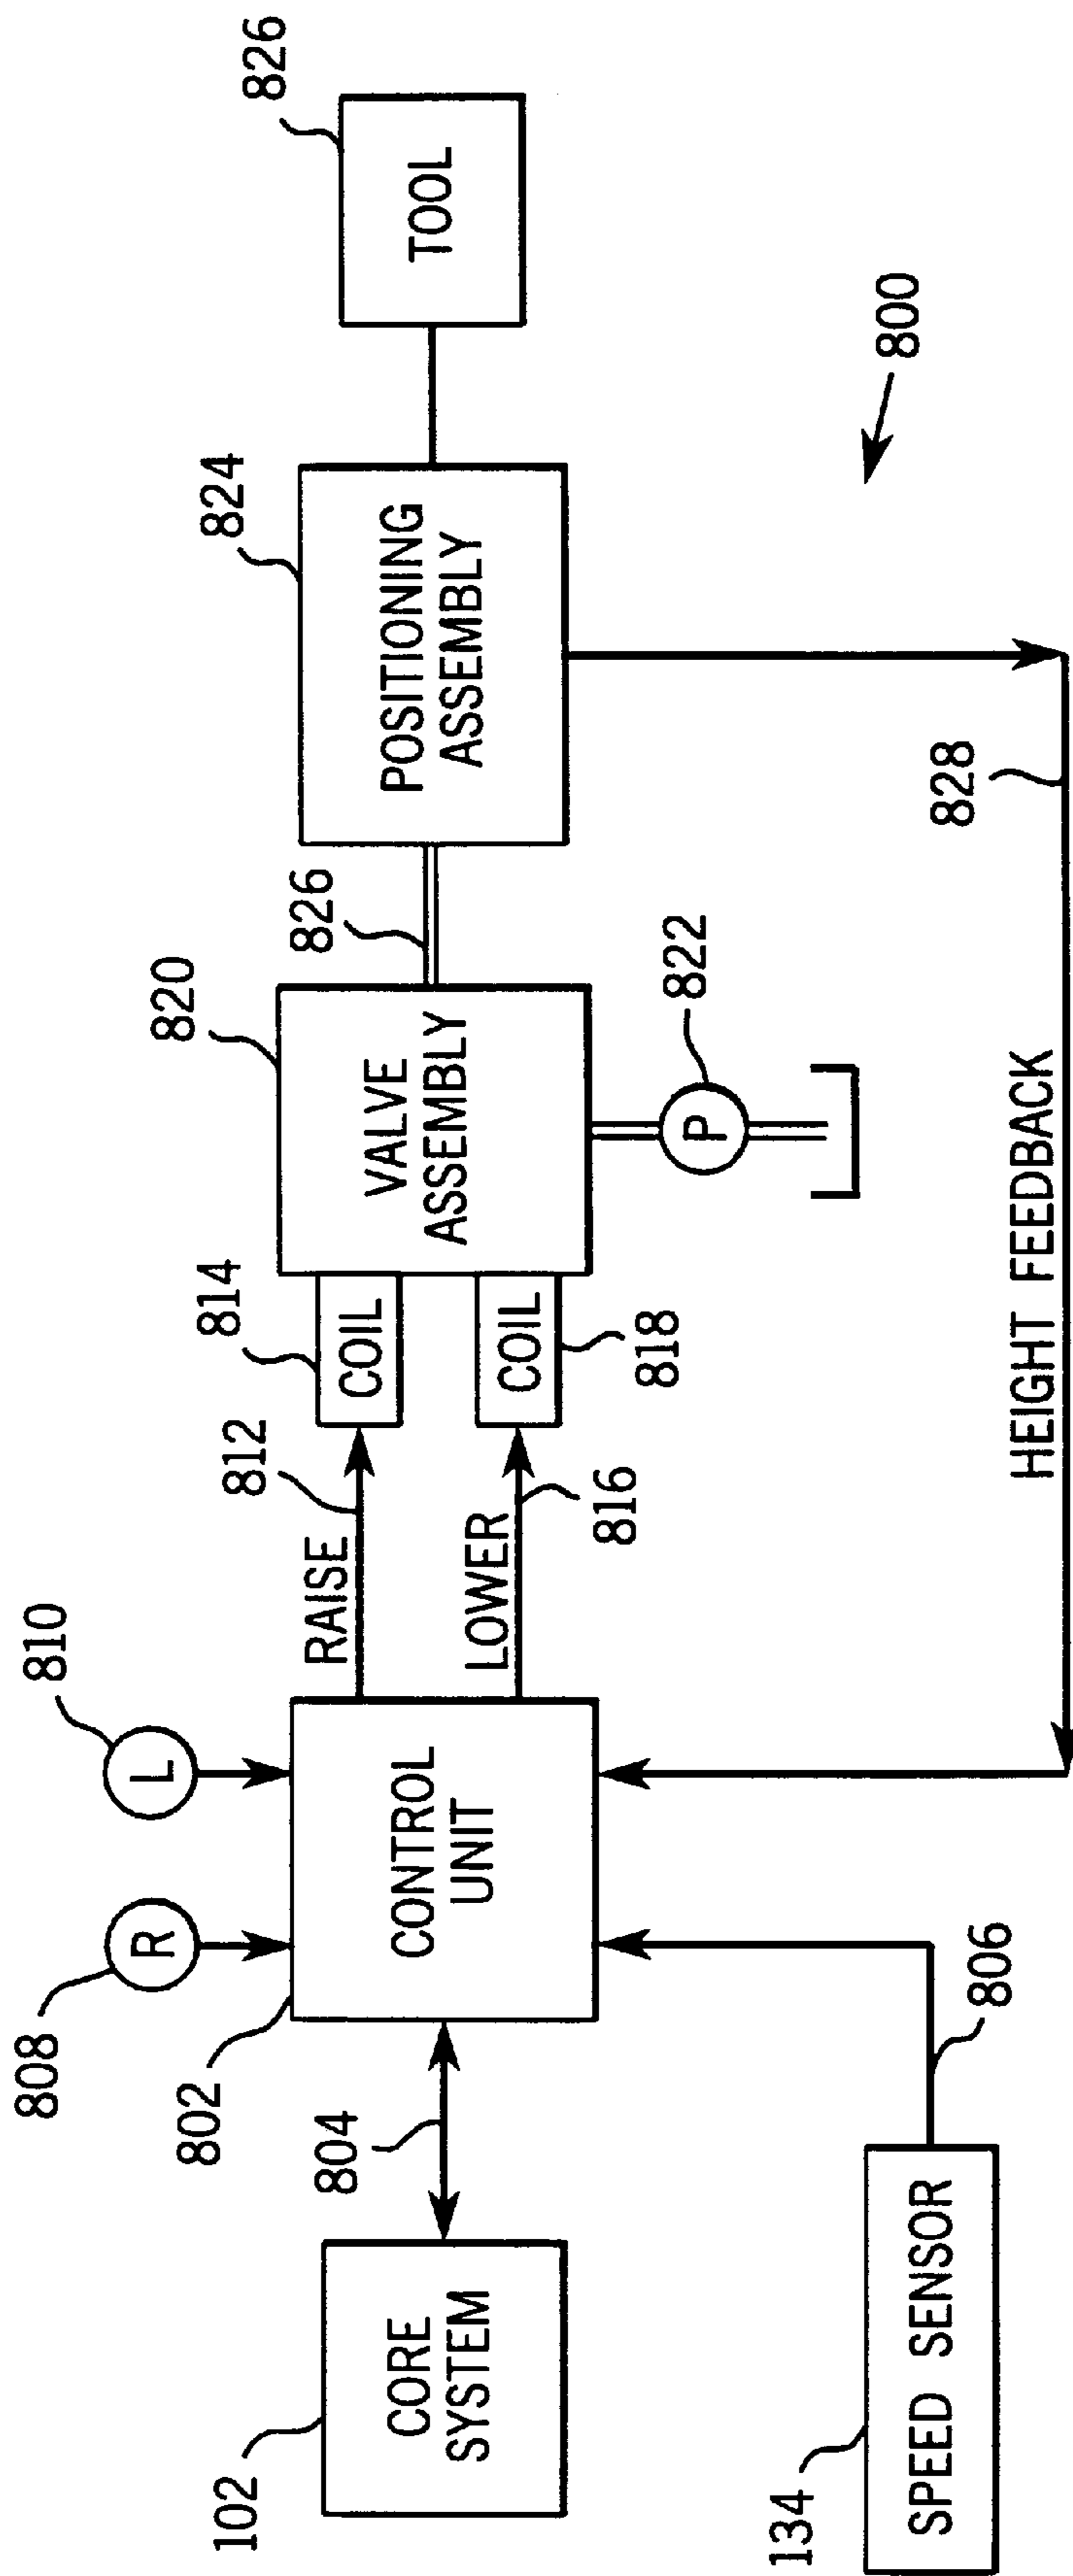 808
R
810
L
802
CONTROL
UNIT
102
CORE
SYSTEM
804
134
SPEED SENSOR
806
RAISE
812
LOWER
816
814
COIL
COIL
818
820
VALVE
ASSEMBLY
P
822
826
824
POSITIONING
ASSEMBLY
826
TOOL
828
HEIGHT FEEDBACK
800